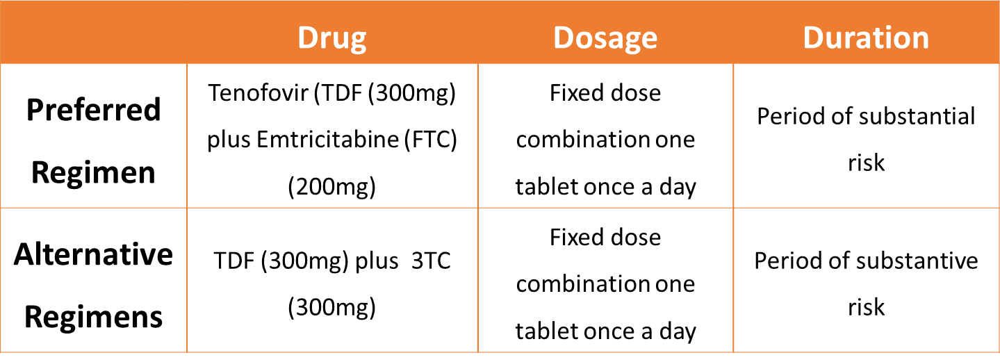 Drug Dosage Duration
Preferred
Regimen
Tenofovir (TDF (300mg)
plus Emtricitabine (FTC)
(200mg)
Fixed dose
combination one
tablet once a day
Period of substantial
risk
Alternative
Regimens
TDF (300mg) plus 3TC
(300mg)
Fixed dose
combination one
tablet once a day
Period of substantive
risk